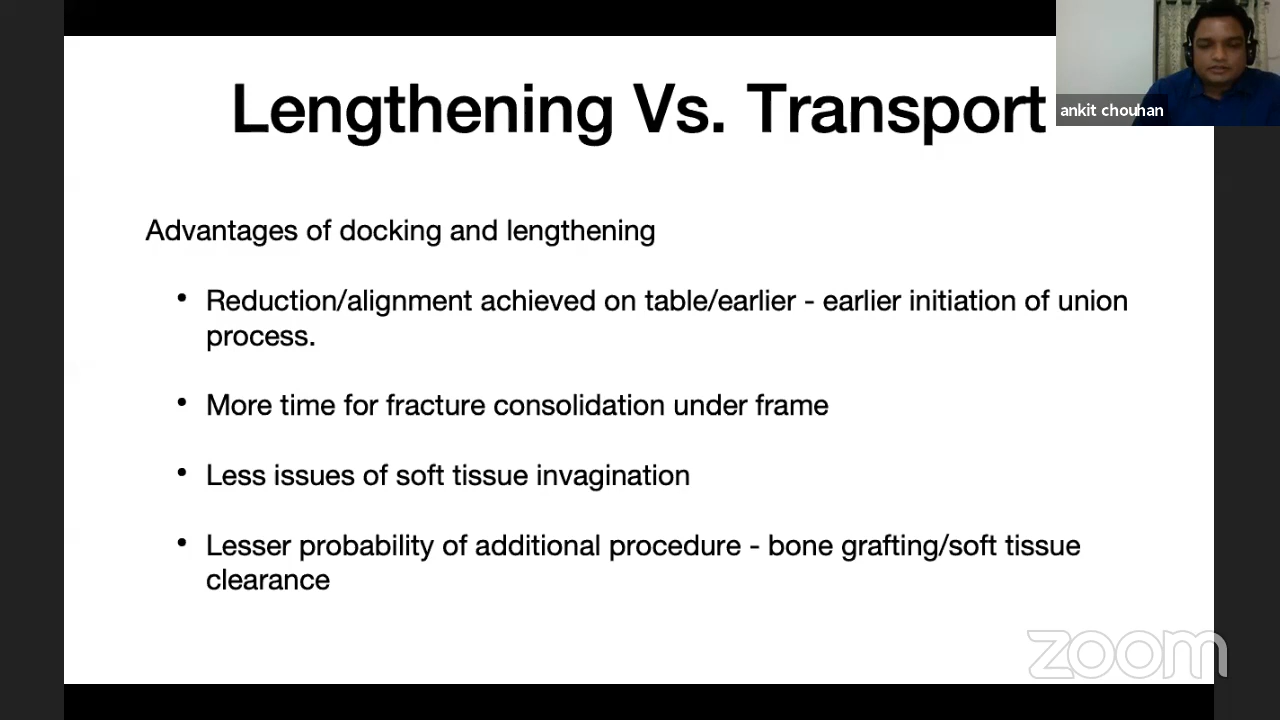 Lengthening Vs. Transport
ankit chouhan
Advantages of docking and lengthening
• Reduction/alignment achieved on table/earlier - earlier initiation of union
process.
• More time for fracture consolidation under frame
• Less issues of soft tissue invagination
• Lesser probability of additional procedure - bone grafting/soft tissue
clearance
zoom